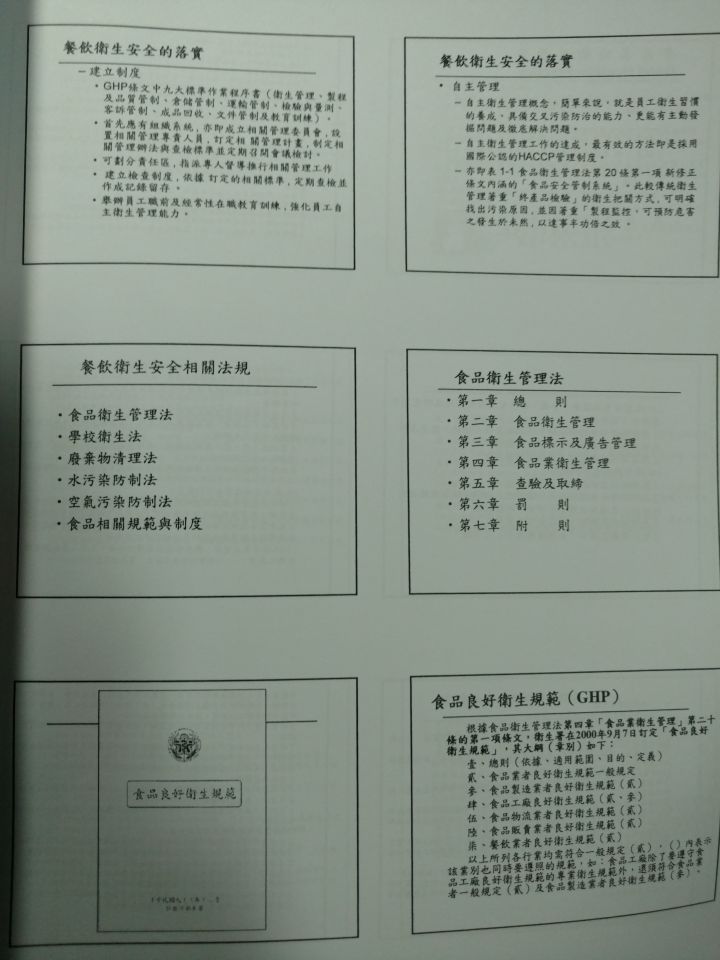 餐飲衛生安全的落實
－建立制度
• GHP條文中九大標準作業程序書（衛生管理、製程
及品質管制、倉儲管制、運輸管制、檢驗與量測、
客訴管制、成品回收、文件管制及教育訓練）。
• 首先應有組織系統,亦即成立相關管理委員會,設
置相關管理專責人員,訂定相 關管理計畫,制定相
關管理辦法與查檢標準並定期召開會議檢討。
• 可劃分責任區,指派專人督導推行相關管理工作
• 建立檢查制度,依據 訂定的相關標準,定期查檢並
作成記錄留存。
• 舉辦員工職前及經常性在職教育訓練,強化員工自
主衛生管理能力。
餐飲衛生安全的落實
• 自主管理
－自主衛生管理概念，簡單來說，就是員工衛生習慣
的養成，具備交叉污染防治的能力、更能有主動發
掘問題及徹底解決問題。
－自主衛生管理工作的達成，最有效的方法即是採用
國際公認的HACCP管理制度。
－亦即表 1-1 食品衛生管理法第 20 條第一項 新修正
條文內涵的「食品安全管制系統」。此較傳統衛生
管理著重「終產品檢驗」的衛生把關方式,可明確
找出污染原因,並因著重「製程監控，可預防危害
之發生於未然,以達事半功倍之效。
餐飲衛生安全相關法規
• 食品衛生管理法
• 學校衛生法
• 廢棄物清理法
• 水污染防制法
• 空氣污染防制法
• 食品相關規範與制度
食品衛生管理法
• 第一章 總 則
• 第二章 食品衛生管理
• 第三章 食品標示及廣告管理
• 第四章 食品業衛生管理
• 第五章 查驗及取締
• 第六章 罰 則
• 第七章 附 則
食品良好衛生規範
食品良好衛生規範（GHP）
根據食品衛生管理法第四章「食品業衛生管理」第二十
條的第一項條文，衛生署在2000年9月7日訂定「食品良好
衛生規範」，其大綱（章別）如下：
壹、總則（依據、適用範圍、目的、定義）
貳、食品業者良好衛生規範一般規定
參、食品製造業者良好衛生規範（貳）
肆、食品工廠良好衛生規範（貳、參）
伍、食品物流業者良好衛生規範（貳）
陸、食品販賣業者良好衛生規範（貳）
柒、餐飲業者良好衛生規範（貳）
以上所列各行業均需符合一般規定（貳），（）內表示
該業別也同時要遵照的規範，如：食品工廠除了要遵守食
品工廠良好衛生規範的專業衛生規範外，還須符合食品業
者一般規定（貳）及食品製造業者良好衛生規範（參）。